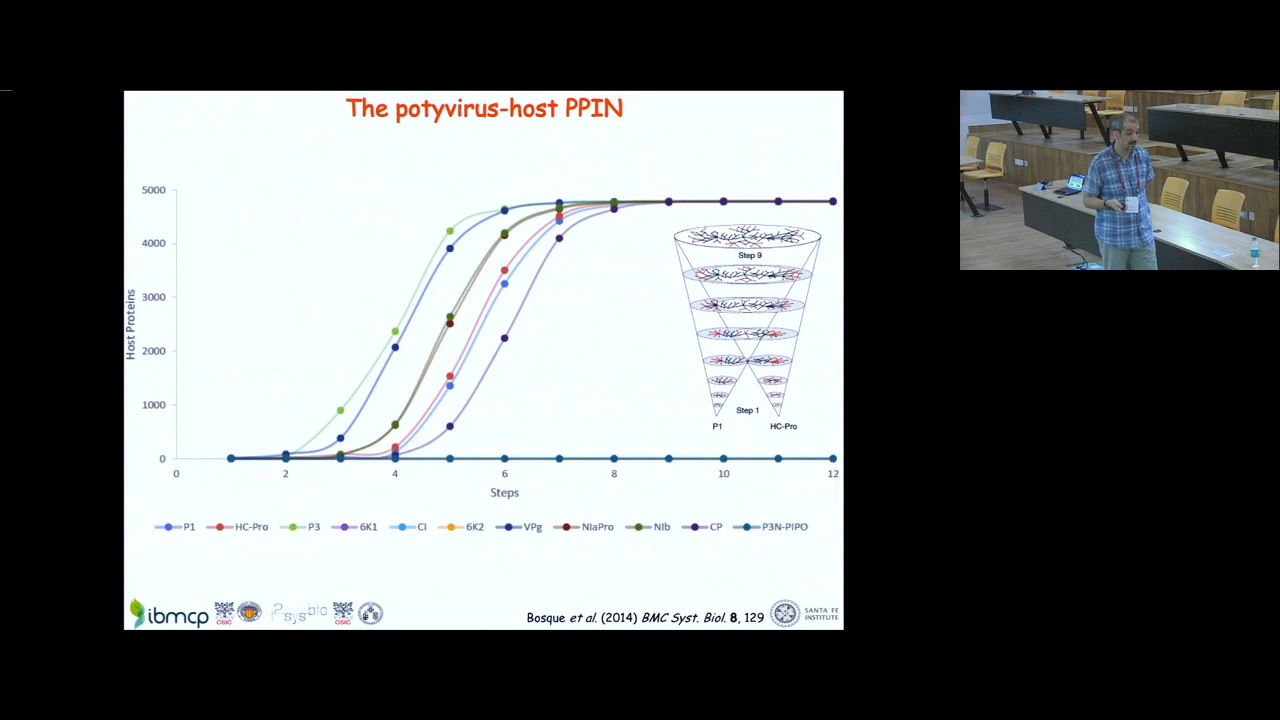 The potyvirus-host PPIN
5000
4000
3000
2000
1000
0
Host Proteins
0 2 4 6 8 10 12
Steps
Step 9
Step 1
P1 HC-Pro
P1 HC-Pro P3 6K1 CI 6K2 VPg NIaPro NIb CP P3N-PIPO
ibmcp CSIC i2sysbio CSIC
Bosque et al. (2014) BMC Syst. Biol. 8, 129
SANTA FE
INSTITUTE